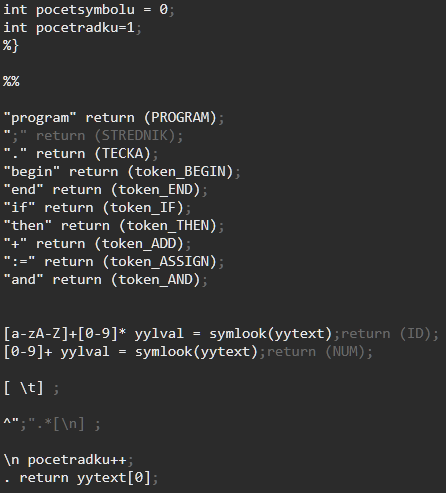 int pocetsymbolu = 0;
int pocetradku=1;
%}
%%
"program" return (PROGRAM);
";" return (STREDNIK);
"." return (TECKA);
"begin" return (token_BEGIN);
"end" return (token_END);
"if" return (token_IF);
"then" return (token_THEN);
"+" return (token_ADD);
":=" return (token_ASSIGN);
"and" return (token_AND);
[a-zA-Z]+[0-9]* yylval = symlook(yytext);return (ID);
[0-9]+ yylval = symlook(yytext);return (NUM);
[ \t] ;
^";".*[\n] ;
\n pocetradku++;
. return yytext[0];